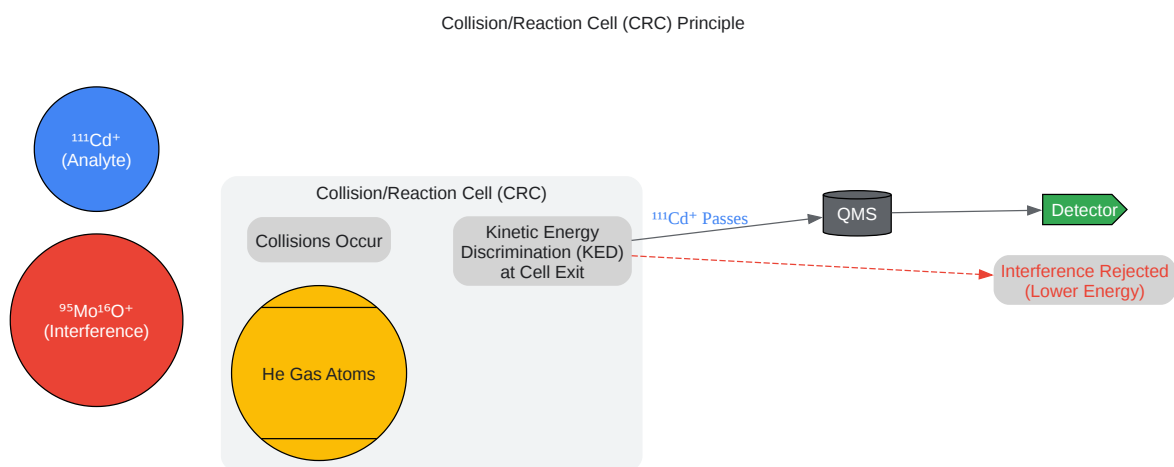 Collision/Reaction Cell (CRC) Principle
¹¹¹Cd⁺
(Analyte)
⁹⁵Mo¹⁶O⁺
(Interference)
Collision/Reaction Cell (CRC)
Collisions Occur
He Gas Atoms
Kinetic Energy
Discrimination (KED)
at Cell Exit
¹¹¹Cd⁺ Passes
QMS
Detector
Interference Rejected
(Lower Energy)